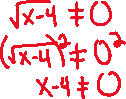 √x-4 ≠ 0
(√x-4)² ≠ 0²
x-4 ≠ 0